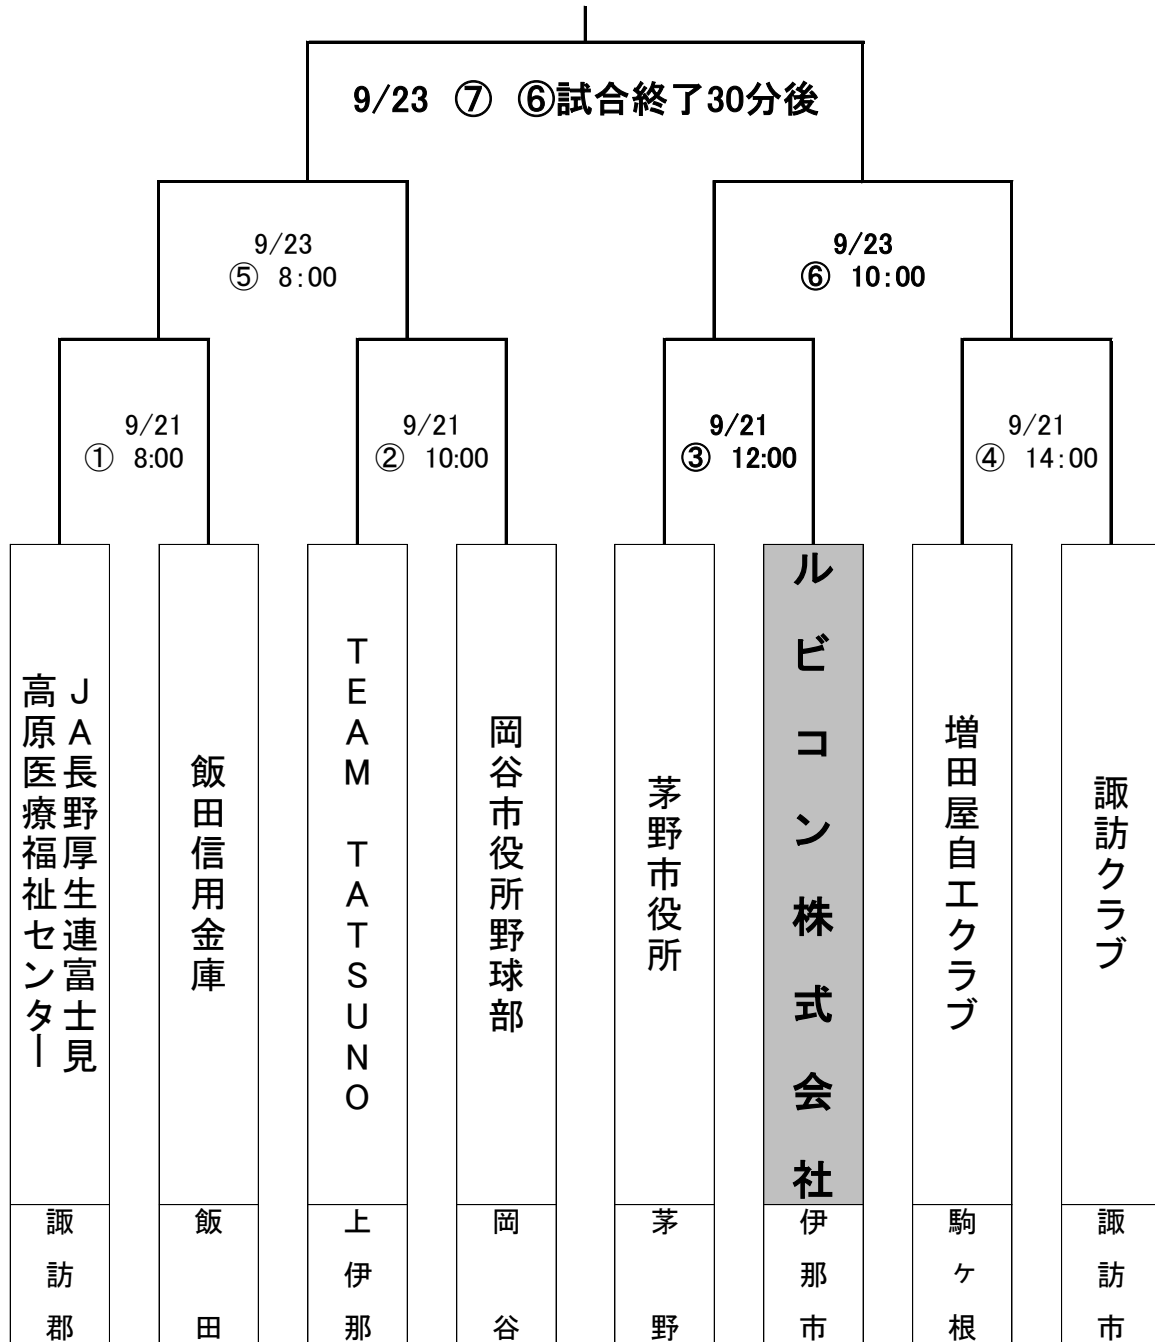 9/23 ⑦ ⑥試合終了30分後
9/23
⑤ 8:00
9/23
⑥ 10:00
9/21
① 8:00
9/21
② 10:00
9/21
③ 12:00
9/21
④ 14:00
JA長野厚生連富士見
高原医療福祉センター
飯田信用金庫
TEAM TATSUNO
岡谷市役所野球部
茅野市役所
ルビコン株式会社
増田屋自工クラブ
諏訪クラブ
諏訪郡
飯田
上伊那
岡谷
茅野
伊那市
駒ケ根
諏訪市